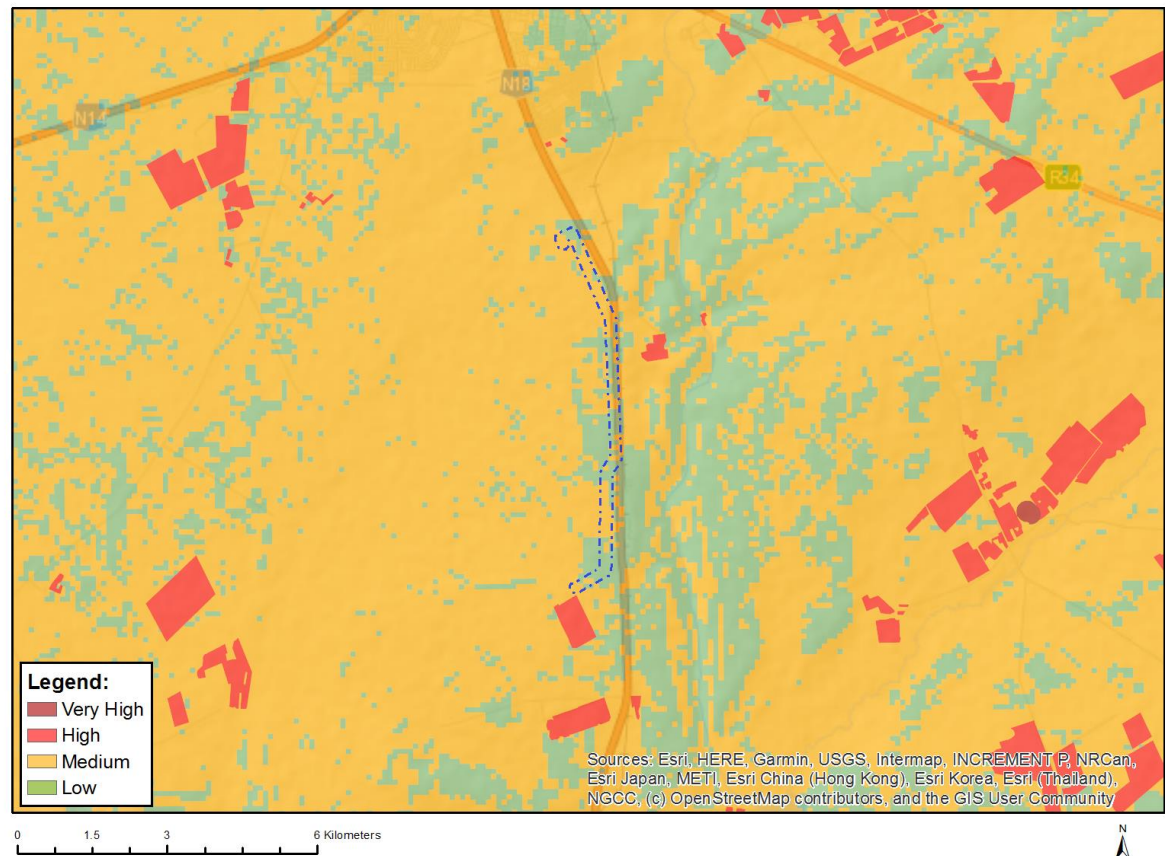 N14
N18
R34
Legend:
Very High
High
Medium
Low
Sources: Esri, HERE, Garmin, USGS, Intermap, INCREMENT P, NRCan,
Esri Japan, METI, Esri China (Hong Kong), Esri Korea, Esri (Thailand),
NGCC, (c) OpenStreetMap contributors, and the GIS User Community
0 1.5 3 6 Kilometers
N